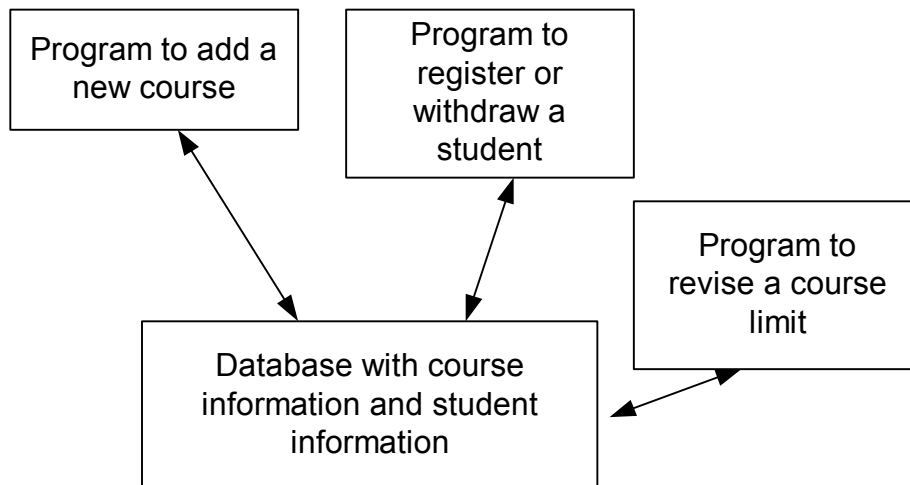 Program to add a
new course
Program to
register or
withdraw a
student
Program to
revise a course
limit
Database with course
information and student
information